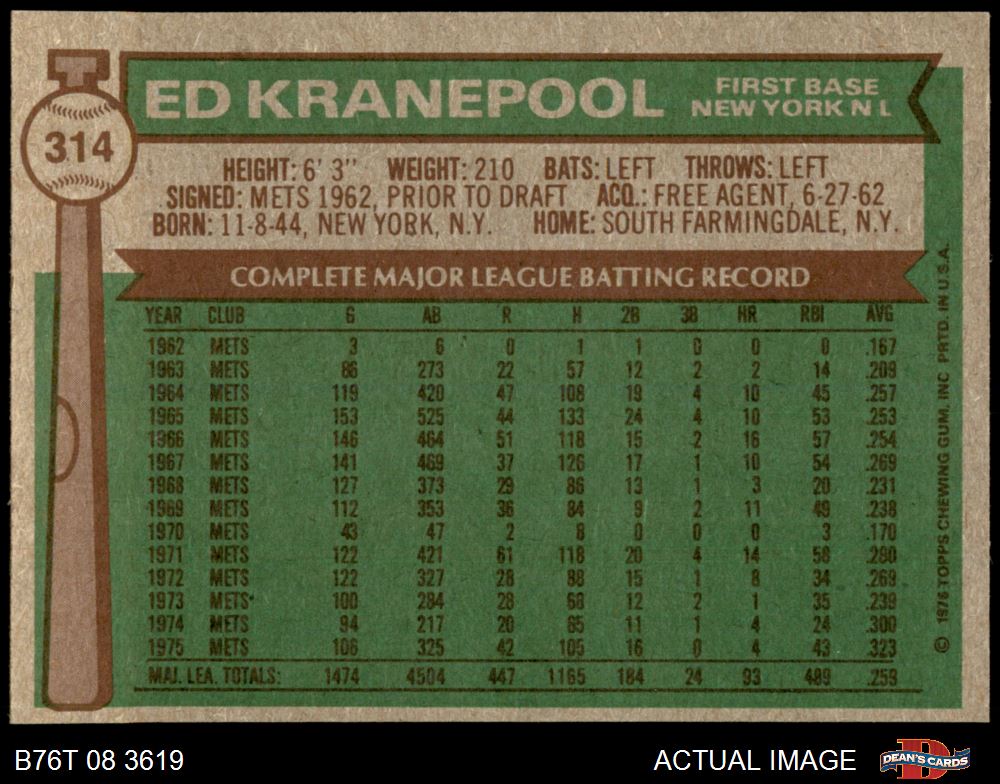 314
ED KRANEPOOL
FIRST BASE
NEW YORK N L
HEIGHT: 6' 3" WEIGHT: 210 BATS: LEFT THROWS: LEFT
SIGNED: METS 1962, PRIOR TO DRAFT ACQ.: FREE AGENT, 6-27-62
BORN: 11-8-44, NEW YORK, N.Y. HOME: SOUTH FARMINGDALE, N.Y.
COMPLETE MAJOR LEAGUE BATTING RECORD
YEAR CLUB G AB R H 2B 3B HR RBI AVG
1962 METS 3 6 0 1 1 0 0 0 .167
1963 METS 86 273 22 57 12 2 2 14 .209
1964 METS 119 420 47 108 19 4 10 45 .257
1965 METS 153 525 44 133 24 4 10 53 .253
1966 METS 146 464 51 118 15 2 16 57 .254
1967 METS 141 469 37 126 17 1 10 54 .269
1968 METS 127 373 29 86 13 1 3 20 .231
1969 METS 112 353 36 84 9 2 11 49 .238
1970 METS 43 47 2 8 0 0 0 3 .170
1971 METS 122 421 61 118 20 4 14 58 .280
1972 METS 122 327 28 88 15 1 8 34 .269
1973 METS 100 284 28 68 12 2 1 35 .239
1974 METS 94 217 20 65 11 1 4 24 .300
1975 METS 106 325 42 105 16 0 4 43 .323
MAJ. LEA. TOTALS: 1474 4504 447 1165 184 24 93 489 .259
© 1976 TOPPS CHEWING GUM, INC PRTD. IN U.S.A.
B76T 08 3619
ACTUAL IMAGE
DEAN'S CARDS